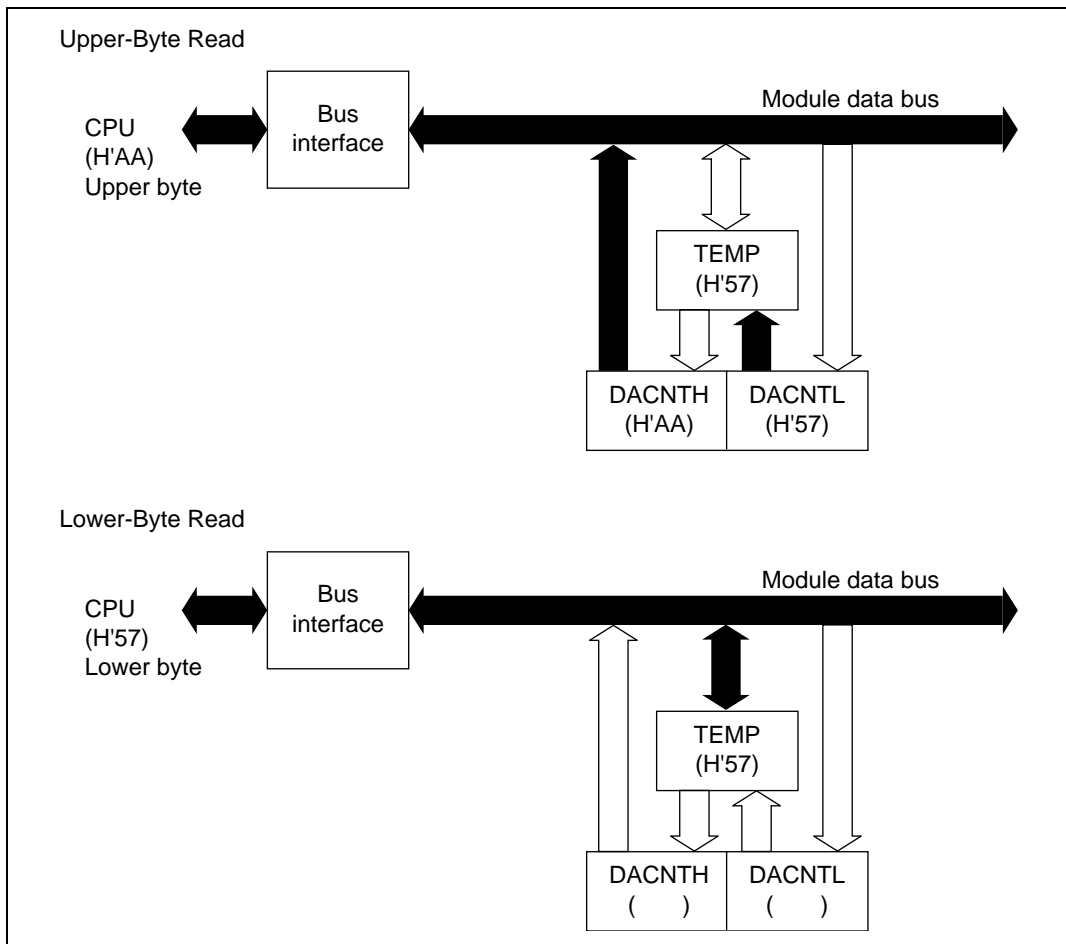 Upper-Byte Read
CPU
(H'AA)
Upper byte
Bus
interface
Module data bus
TEMP
(H'57)
DACNTH
(H'AA)
DACNTL
(H'57)
Lower-Byte Read
CPU
(H'57)
Lower byte
Bus
interface
Module data bus
TEMP
(H'57)
DACNTH
( )
DACNTL
( )